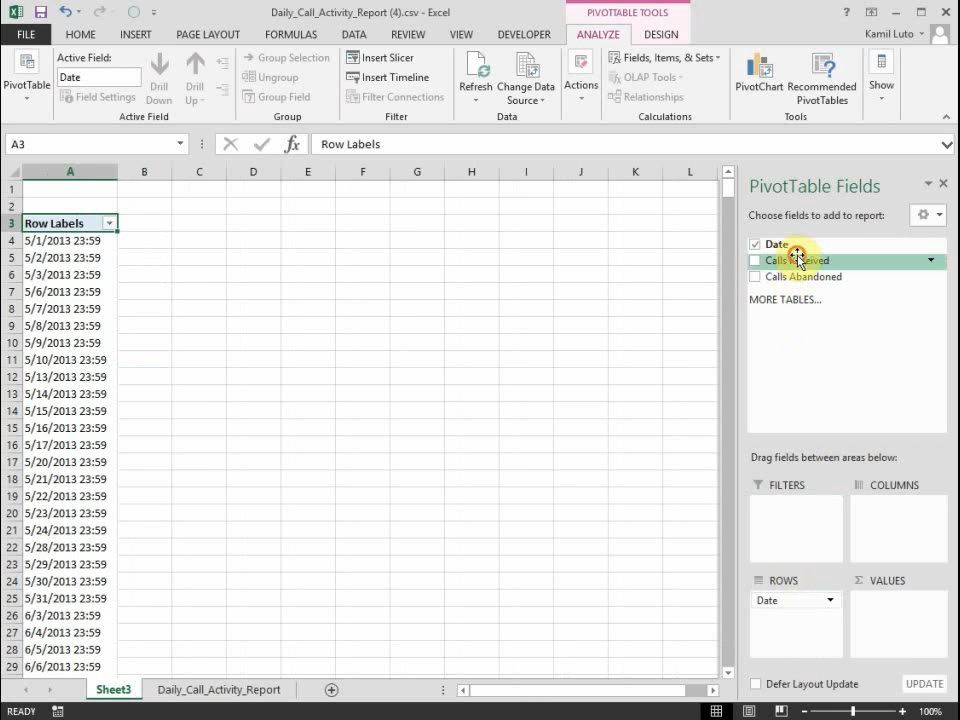 Daily_Call_Activity_Report (4).csv - Excel
PIVOTTABLE TOOLS
?
FILE HOME INSERT PAGE LAYOUT FORMULAS DATA REVIEW VIEW DEVELOPER ANALYZE DESIGN Kamil Luto
PivotTable
Active Field:
Date
Field Settings
Drill Down
Drill Up
Active Field
Group Selection
Ungroup
Group Field
Group
Insert Slicer
Insert Timeline
Filter Connections
Filter
Refresh
Change Data Source
Data
Actions
Fields, Items, & Sets
OLAP Tools
Relationships
Calculations
PivotChart
Recommended PivotTables
Tools
Show
A3
fx
Row Labels
A B C D E F G H I J K L
1
2
3 Row Labels
4 5/1/2013 23:59
5 5/2/2013 23:59
6 5/3/2013 23:59
7 5/6/2013 23:59
8 5/7/2013 23:59
9 5/8/2013 23:59
10 5/9/2013 23:59
11 5/10/2013 23:59
12 5/13/2013 23:59
13 5/14/2013 23:59
14 5/15/2013 23:59
15 5/16/2013 23:59
16 5/17/2013 23:59
17 5/20/2013 23:59
18 5/21/2013 23:59
19 5/22/2013 23:59
20 5/23/2013 23:59
21 5/24/2013 23:59
22 5/28/2013 23:59
23 5/29/2013 23:59
24 5/30/2013 23:59
25 5/31/2013 23:59
26 6/3/2013 23:59
27 6/4/2013 23:59
28 6/5/2013 23:59
29 6/6/2013 23:59
PivotTable Fields
Choose fields to add to report:
Date
Calls Received
Calls Abandoned
MORE TABLES...
Drag fields between areas below:
FILTERS
COLUMNS
ROWS
Σ VALUES
Date
Defer Layout Update
UPDATE
Sheet3 Daily_Call_Activity_Report
READY
100%